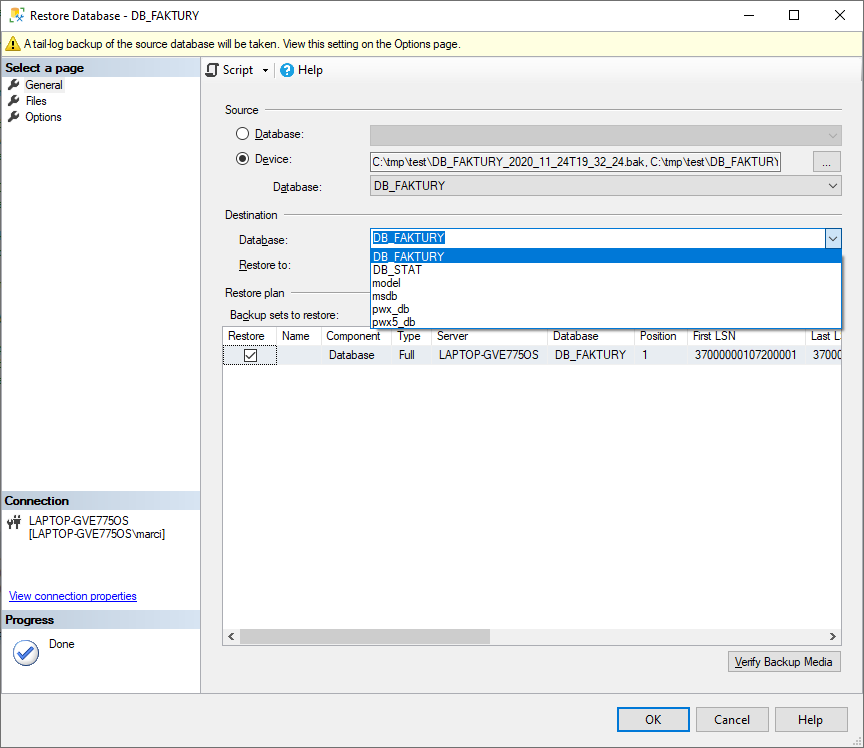 Restore Database - DB_FAKTURY
A tail-log backup of the source database will be taken. View this setting on the Options page.
Select a page
General
Files
Options
Script
Help
Source
Database:
Device:
C:\tmp\test\DB_FAKTURY_2020_11_24T19_32_24.bak, C:\tmp\test\DB_FAKTURY
...
Database:
DB_FAKTURY
Destination
Database:
DB_FAKTURY
DB_FAKTURY
DB_STAT
model
msdb
pwx_db
pwx5_db
Restore to:
Restore plan
Backup sets to restore:
Restore Name Component Type Server Database Position First LSN Last L
Database Full LAPTOP-GVE775OS DB_FAKTURY 1 37000000107200001 37000
Connection
LAPTOP-GVE775OS
[LAPTOP-GVE775OS\marci]
View connection properties
Progress
Done
Verify Backup Media
OK Cancel Help